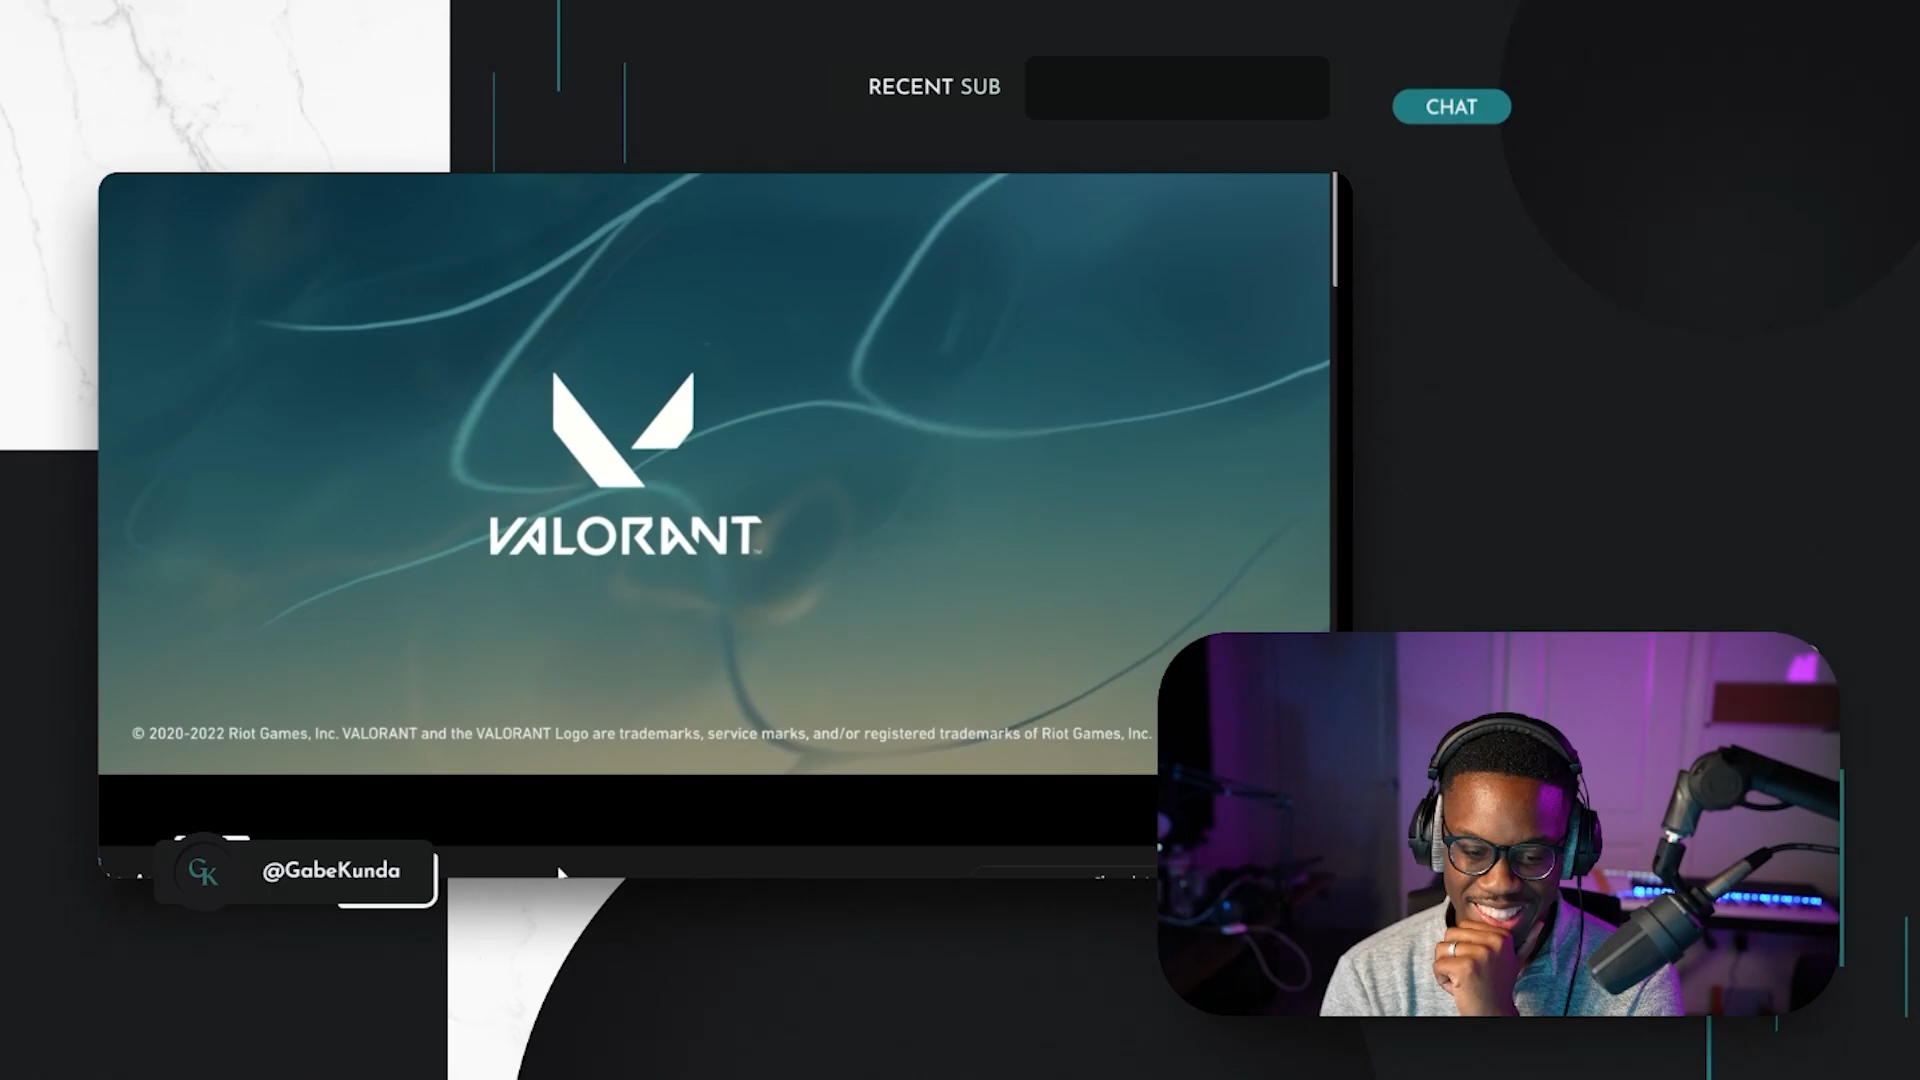 RECENT SUB
CHAT
VALORANT
© 2020-2022 Riot Games, Inc. VALORANT and the VALORANT Logo are trademarks, service marks, and/or registered trademarks of Riot Games, Inc.
GK
@GabeKunda